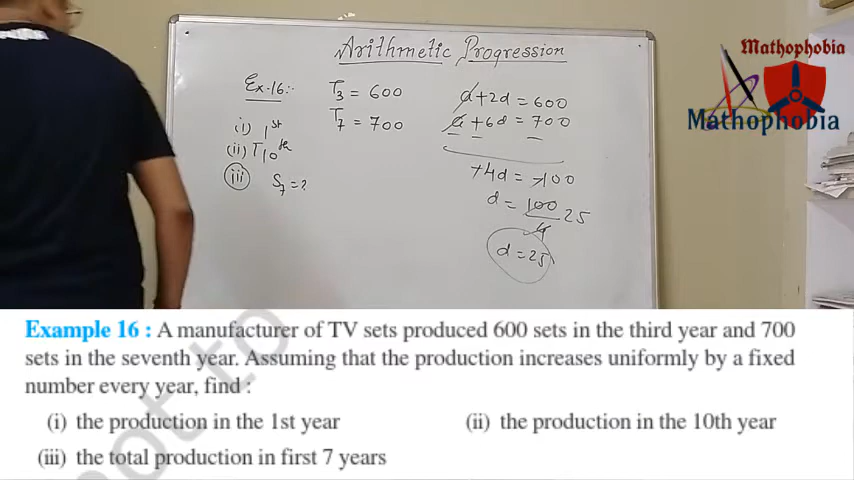 Arithmetic Progression
Ex-16:-
T3 = 600
T7 = 700
(i) 1st
(ii) T10th
(iii) S7 = ?
a + 2d = 600
a + 6d = 700
- - -
+4d = +100
d = 100/4 25
d = 25
Mathophobia
Mathophobia
Example 16 : A manufacturer of TV sets produced 600 sets in the third year and 700
sets in the seventh year. Assuming that the production increases uniformly by a fixed
number every year, find :
(i) the production in the 1st year (ii) the production in the 10th year
(iii) the total production in first 7 years
not to